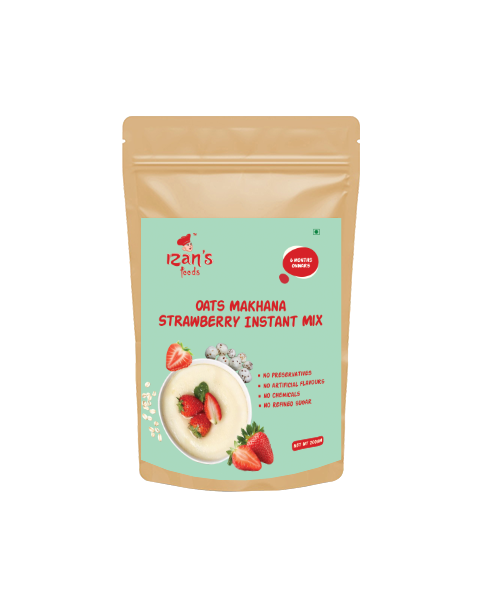 ızan's
foods
6 MONTHS
ONWARDS
OATS MAKHANA
STRAWBERRY INSTANT MIX
NO PRESERVATIVES
NO ARTIFICIAL FLAVOURS
NO CHEMICALS
NO REFINED SUGAR
NET WT 200GM